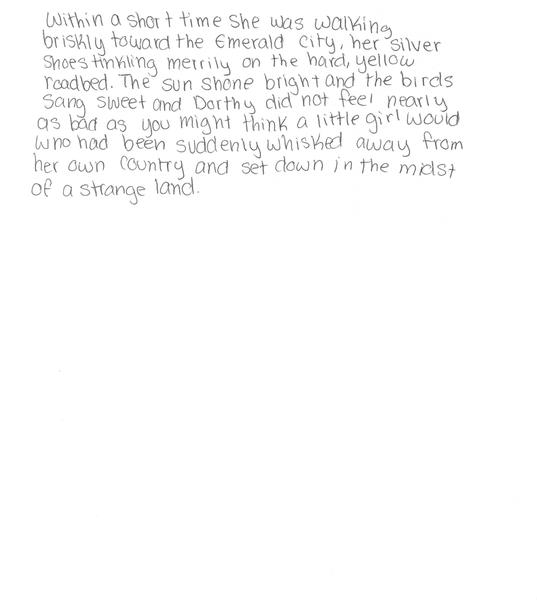 Within a short time she was walking
briskly toward the Emerald City, her silver
Shoes tinkling merrily on the hard, yellow
roadbed. The sun shone bright and the birds
Sang sweet and Dorthy did not feel nearly
as bad as you might think a little girl would
who had been suddenly whisked away from
her own Country and set down in the midst
of a strange land.